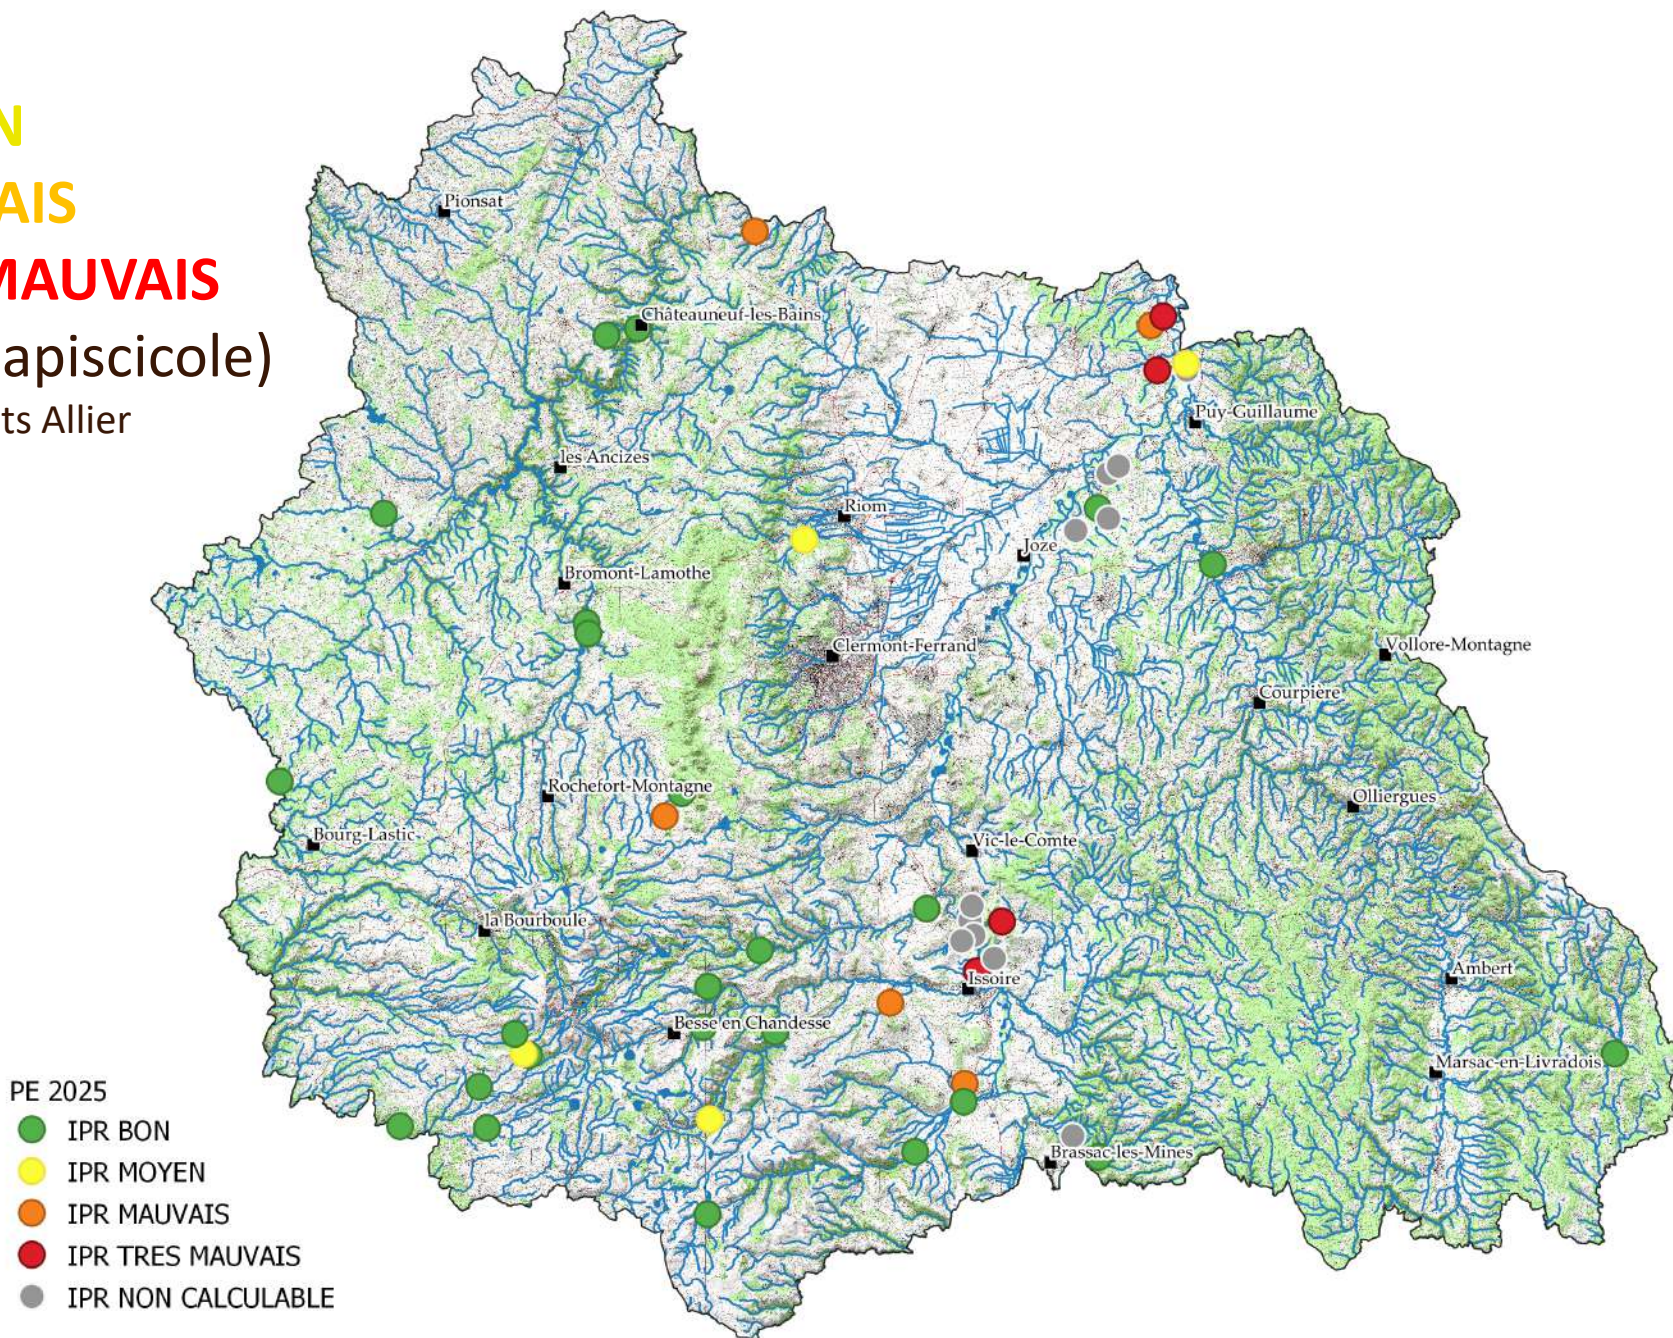 N
AIS
MAUVAIS
apiscicole)
ts Allier
Pionsat
Châteauneuf-les-Bains
Puy-Guillaume
les Ancizes
Riom
Joze
Bromont-Lamothe
Clermont-Ferrand
Vollore-Montagne
Courpière
Rochefort-Montagne
Olliergues
Bourg-Lastic
Vic-le-Comte
la Bourboule
Ambert
Issoire
Besse en Chandesse
Marsac-en-Livradois
Brassac-les-Mines
PE 2025
IPR BON
IPR MOYEN
IPR MAUVAIS
IPR TRES MAUVAIS
IPR NON CALCULABLE